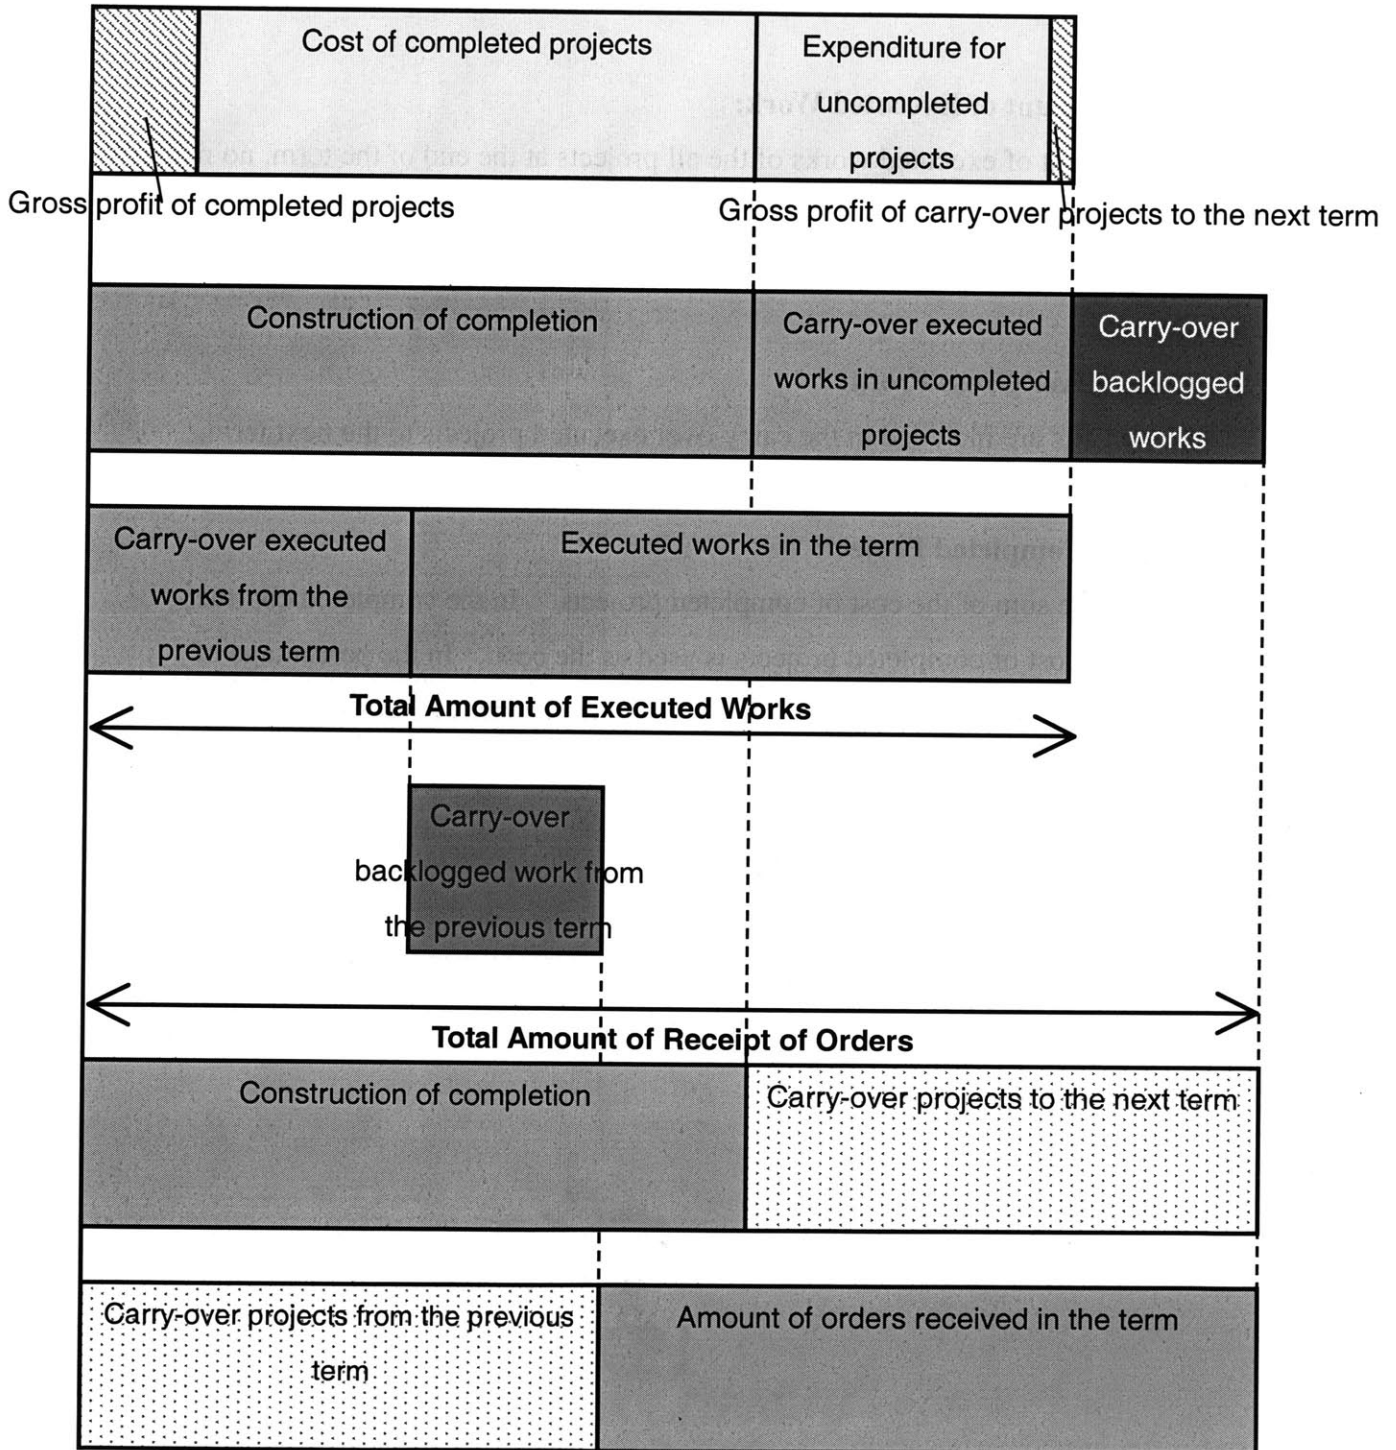 Cost of completed projects
Expenditure for
uncompleted
projects
Gross profit of completed projects
Gross profit of carry-over projects to the next term
Construction of completion
Carry-over executed
works in uncompleted
projects
Carry-over
backlogged
works
Carry-over executed
works from the
previous term
Executed works in the term
Total Amount of Executed Works
Carry-over
backlogged work from
the previous term
Total Amount of Receipt of Orders
Construction of completion
Carry-over projects to the next term
Carry-over projects from the previous
term
Amount of orders received in the term